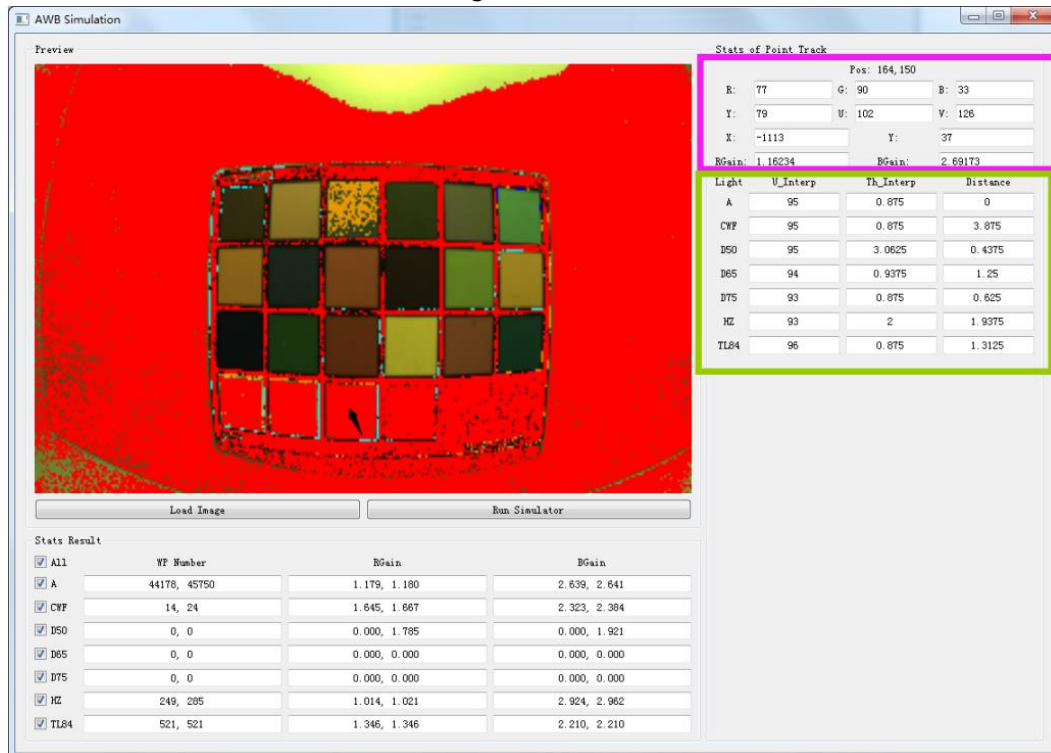 AWB Simulation
Preview
Stats of Point Track
Pos: 164,150
R: 77 G: 90 B: 33
Y: 79 U: 102 V: 126
X: -1113 Y: 37
RGain: 1.16234 BGain: 2.69173
Light U_Interp Th_Interp Distance
A 95 0.875 0
CWF 95 0.875 3.875
D50 95 3.0625 0.4375
D65 94 0.9375 1.25
D75 93 0.875 0.625
HZ 93 2 1.9375
TL84 96 0.875 1.3125
Load Image Run Simulator
Stats Result
All WP Number RGain BGain
A 44178, 45750 1.179, 1.180 2.639, 2.641
CWF 14, 24 1.645, 1.667 2.323, 2.384
D50 0, 0 0.000, 1.785 0.000, 1.921
D65 0, 0 0.000, 0.000 0.000, 0.000
D75 0, 0 0.000, 0.000 0.000, 0.000
HZ 249, 285 1.014, 1.021 2.924, 2.962
TL84 521, 521 1.346, 1.346 2.210, 2.210